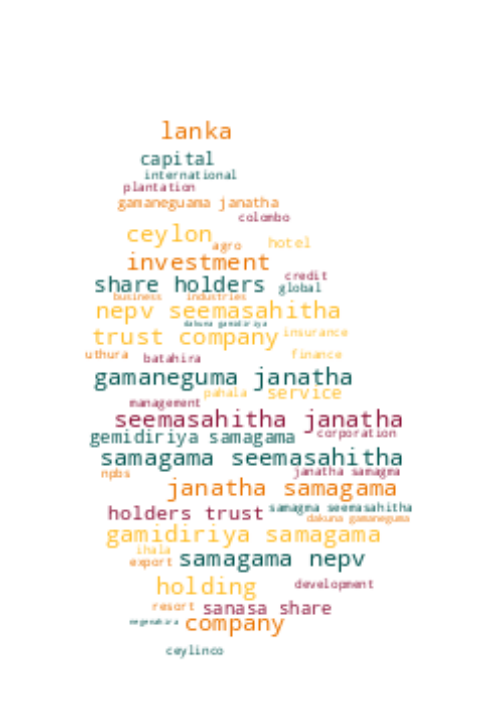 lanka
capital
international
plantation
gamaneguama janatha
colombo
ceylon
agro hotel
investment
credit
share holders global
business industries
nepv seemasahitha
dakuna gamidiriya
trust company insurance
uthura batahira finance
gamaneguma janatha
pahala service
management
seemasahitha janatha
gemidiriya samagama corporation
samagama seemasahitha
npbs janatha samagma
janatha samagama
holders trust samagma seemasahitha
dakuna gamaneguma
gamidiriya samagama
ihala
export samagama nepv
holding development
resort sanasa share
company
ceylinco